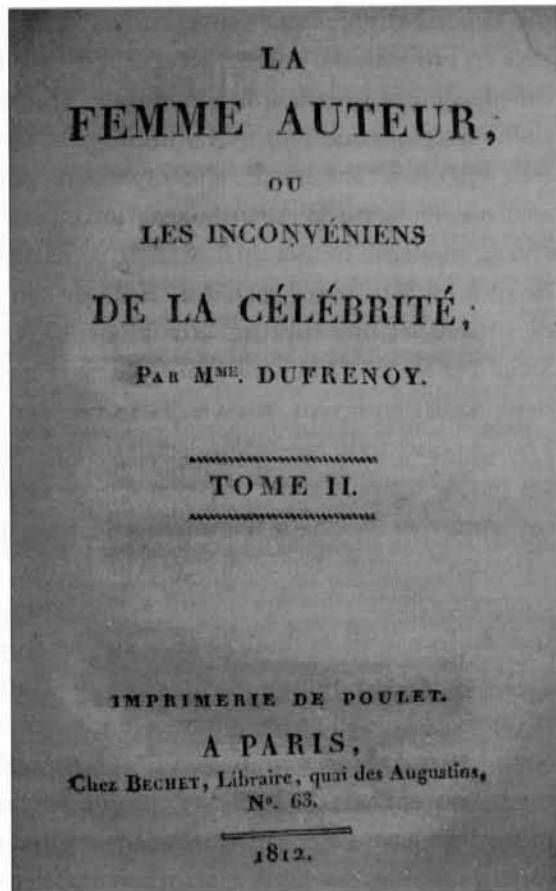 LA
FEMME AUTEUR,
OU
LES INCONVÉNIENS
DE LA CÉLÉBRITÉ,
PAR MME. DUFRENOY.
TOME II.
IMPRIMERIE DE POULET.
A PARIS,
Chez BECHET, Libraire, quai des Augustins,
Nº. 63.
1812.